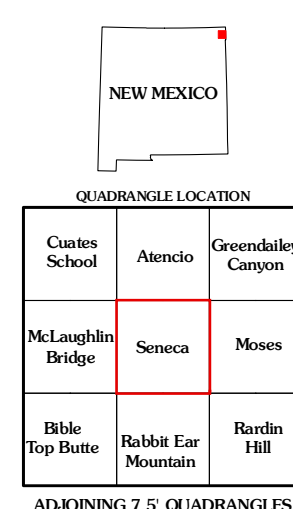 NEW MEXICO
QUADRANGLE LOCATION
Cuates
School
Atencio
Greendailey
Canyon
McLaughlin
Bridge
Seneca
Moses
Bible
Top Butte
Rabbit Ear
Mountain
Rardin
Hill
ADJOINING 7.5' QUADRANGLES